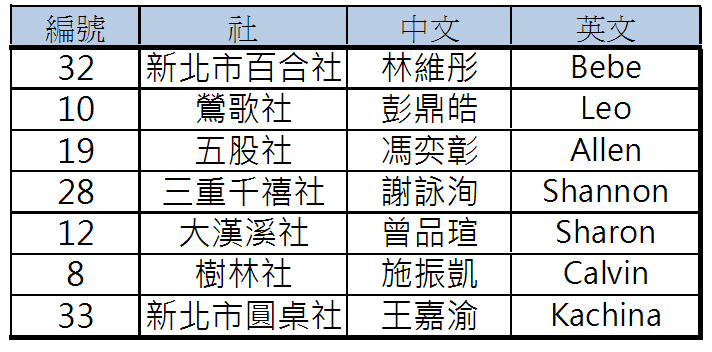 編號 社 中文 英文
32 新北市百合社 林維彤 Bebe
10 鶯歌社 彭鼎皓 Leo
19 五股社 馮奕彰 Allen
28 三重千禧社 謝詠洵 Shannon
12 大漢溪社 曾品瑄 Sharon
8 樹林社 施振凱 Calvin
33 新北市圓桌社 王嘉渝 Kachina